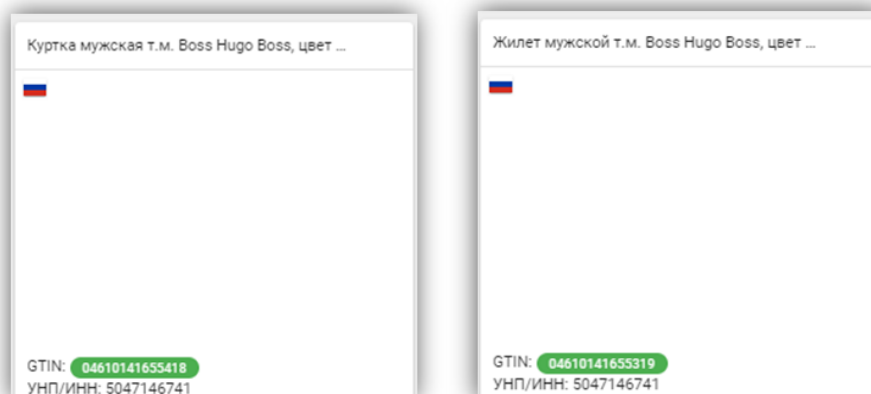 Куртка мужская т.м. Boss Hugo Boss, цвет ...
GTIN: 04610141655418
УНП/ИНН: 5047146741
Жилет мужской т.м. Boss Hugo Boss, цвет ...
GTIN: 04610141655319
УНП/ИНН: 5047146741